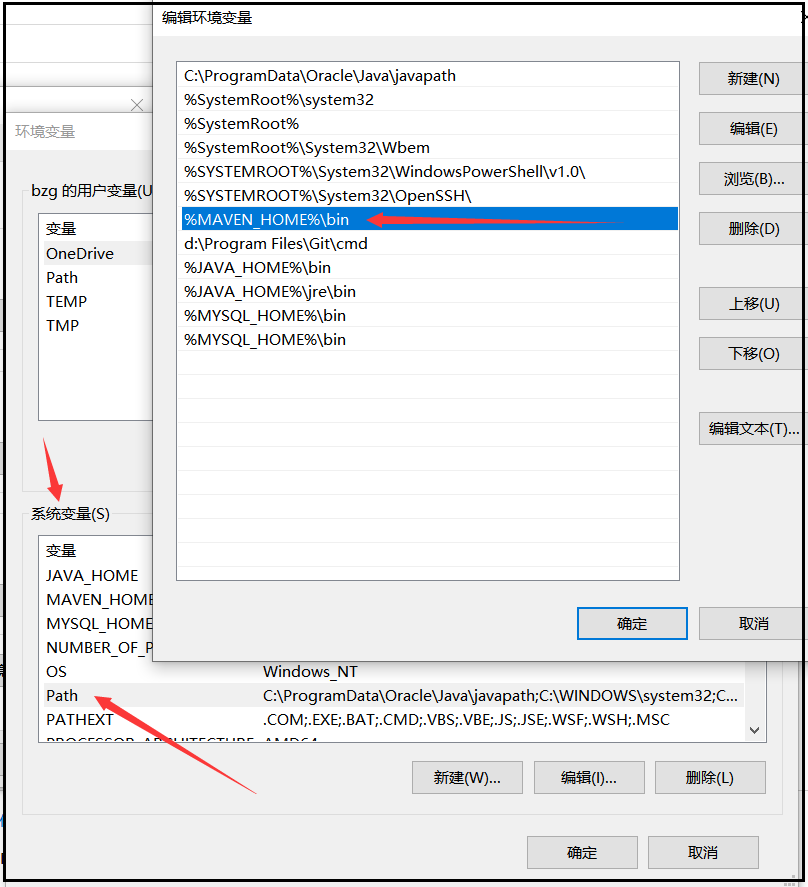 编辑环境变量
C:\ProgramData\Oracle\Java\javapath
%SystemRoot%\system32
%SystemRoot%
%SystemRoot%\System32\Wbem
%SYSTEMROOT%\System32\WindowsPowerShell\v1.0\
%SYSTEMROOT%\System32\OpenSSH\
%MAVEN_HOME%\bin
d:\Program Files\Git\cmd
%JAVA_HOME%\bin
%JAVA_HOME%\jre\bin
%MYSQL_HOME%\bin
%MYSQL_HOME%\bin
新建(N)
编辑(E)
浏览(B)...
删除(D)
上移(U)
下移(O)
编辑文本(T)...
确定
取消
环境变量
bzg 的用户变量(U
变量
OneDrive
Path
TEMP
TMP
系统变量(S)
变量
JAVA_HOME
MAVEN_HOME
MYSQL_HOME
NUMBER_OF_P
OS Windows_NT
Path C:\ProgramData\Oracle\Java\javapath;C:\WINDOWS\system32;C...
PATHEXT .COM;.EXE;.BAT;.CMD;.VBS;.VBE;.JS;.JSE;.WSF;.WSH;.MSC
PROCESSOR_ARCHITECTURE AMD64
新建(W)...
编辑(I)...
删除(L)
确定
取消